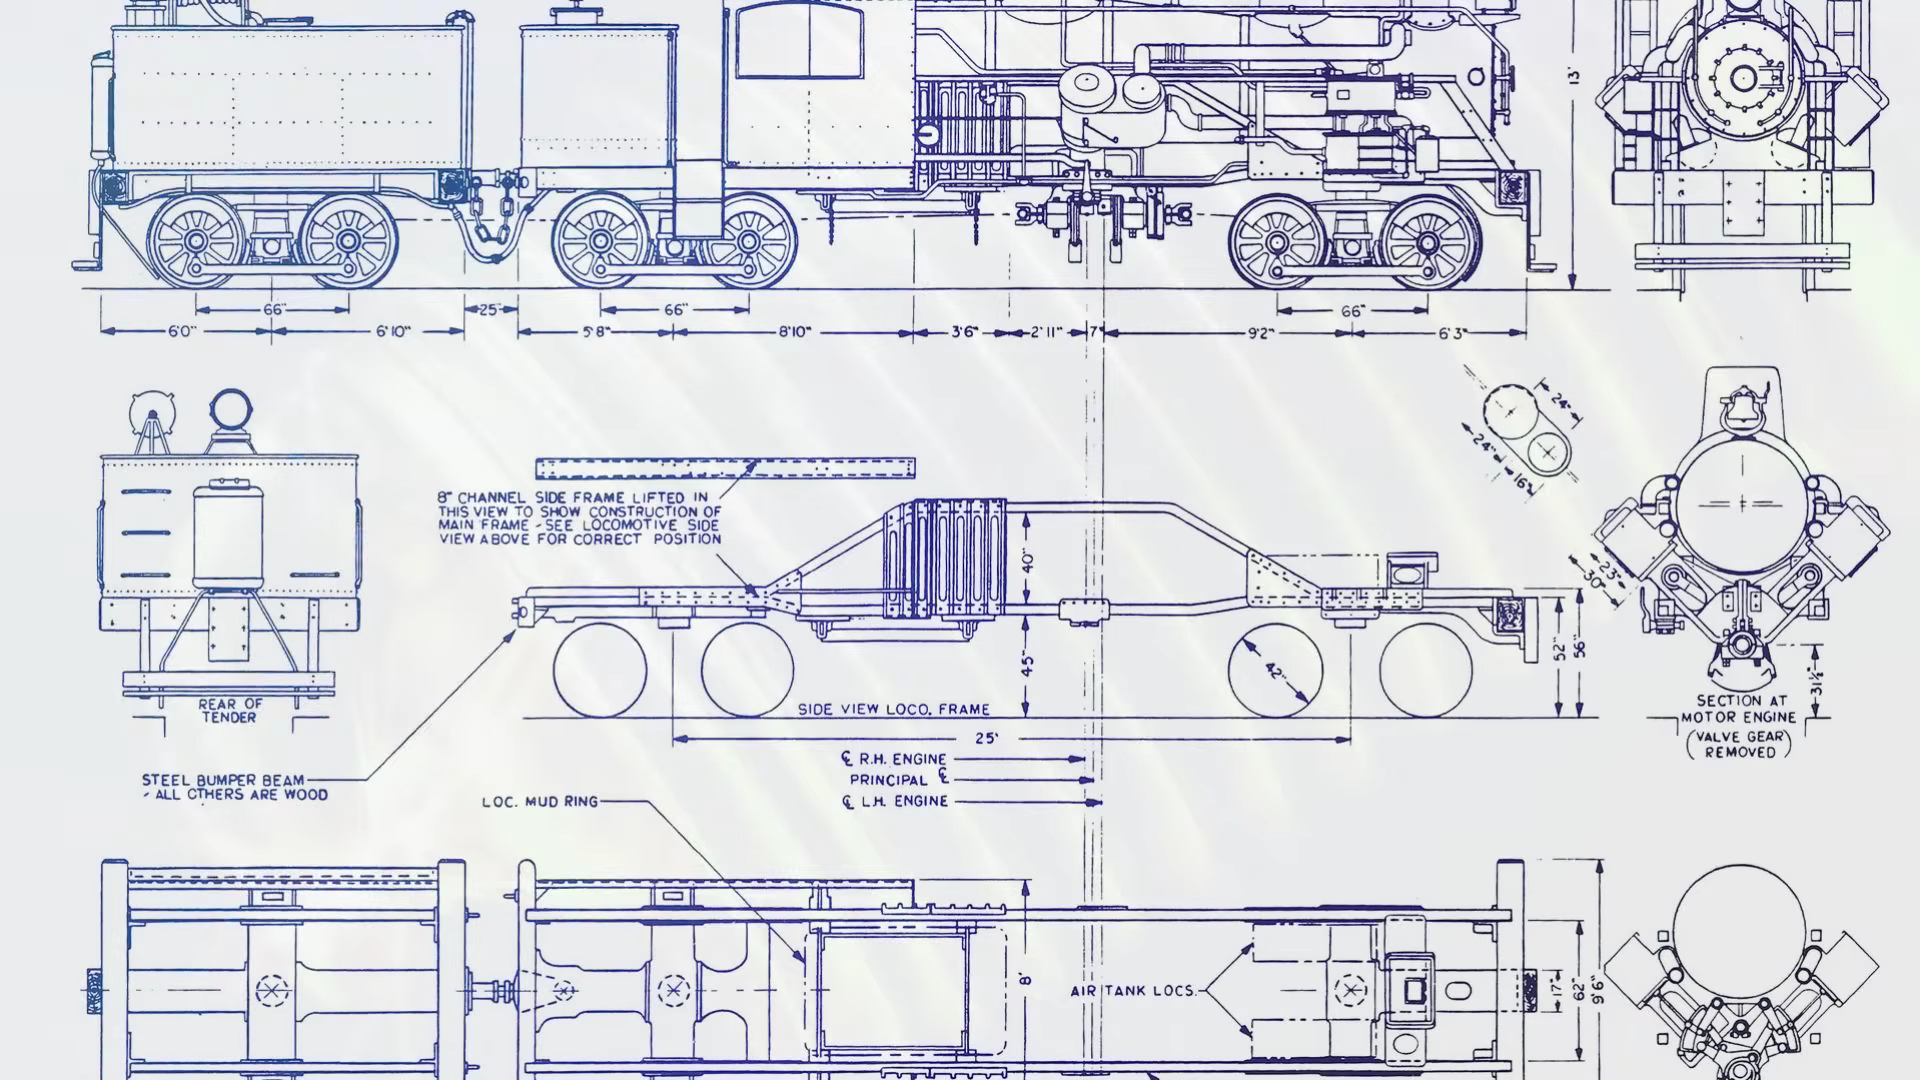 13'
66"
25"
66"
66"
6'0"
6'10"
5'8"
8'10"
3'6"
2'11"
7"
9'2"
6'3"
24"
24"
16"
8" CHANNEL SIDE FRAME LIFTED IN
THIS VIEW TO SHOW CONSTRUCTION OF
MAIN FRAME - SEE LOCOMOTIVE SIDE
VIEW ABOVE FOR CORRECT POSITION
40"
23"
30"
45"
42"
52"
56"
31½"
REAR OF
TENDER
SIDE VIEW LOCO. FRAME
SECTION AT
MOTOR ENGINE
(VALVE GEAR
REMOVED)
25'
℄ R.H. ENGINE
PRINCIPAL ℄
℄ L.H. ENGINE
STEEL BUMPER BEAM
- ALL OTHERS ARE WOOD
LOC. MUD RING
8'
AIR TANK LOCS.
17"
62"
9'6"